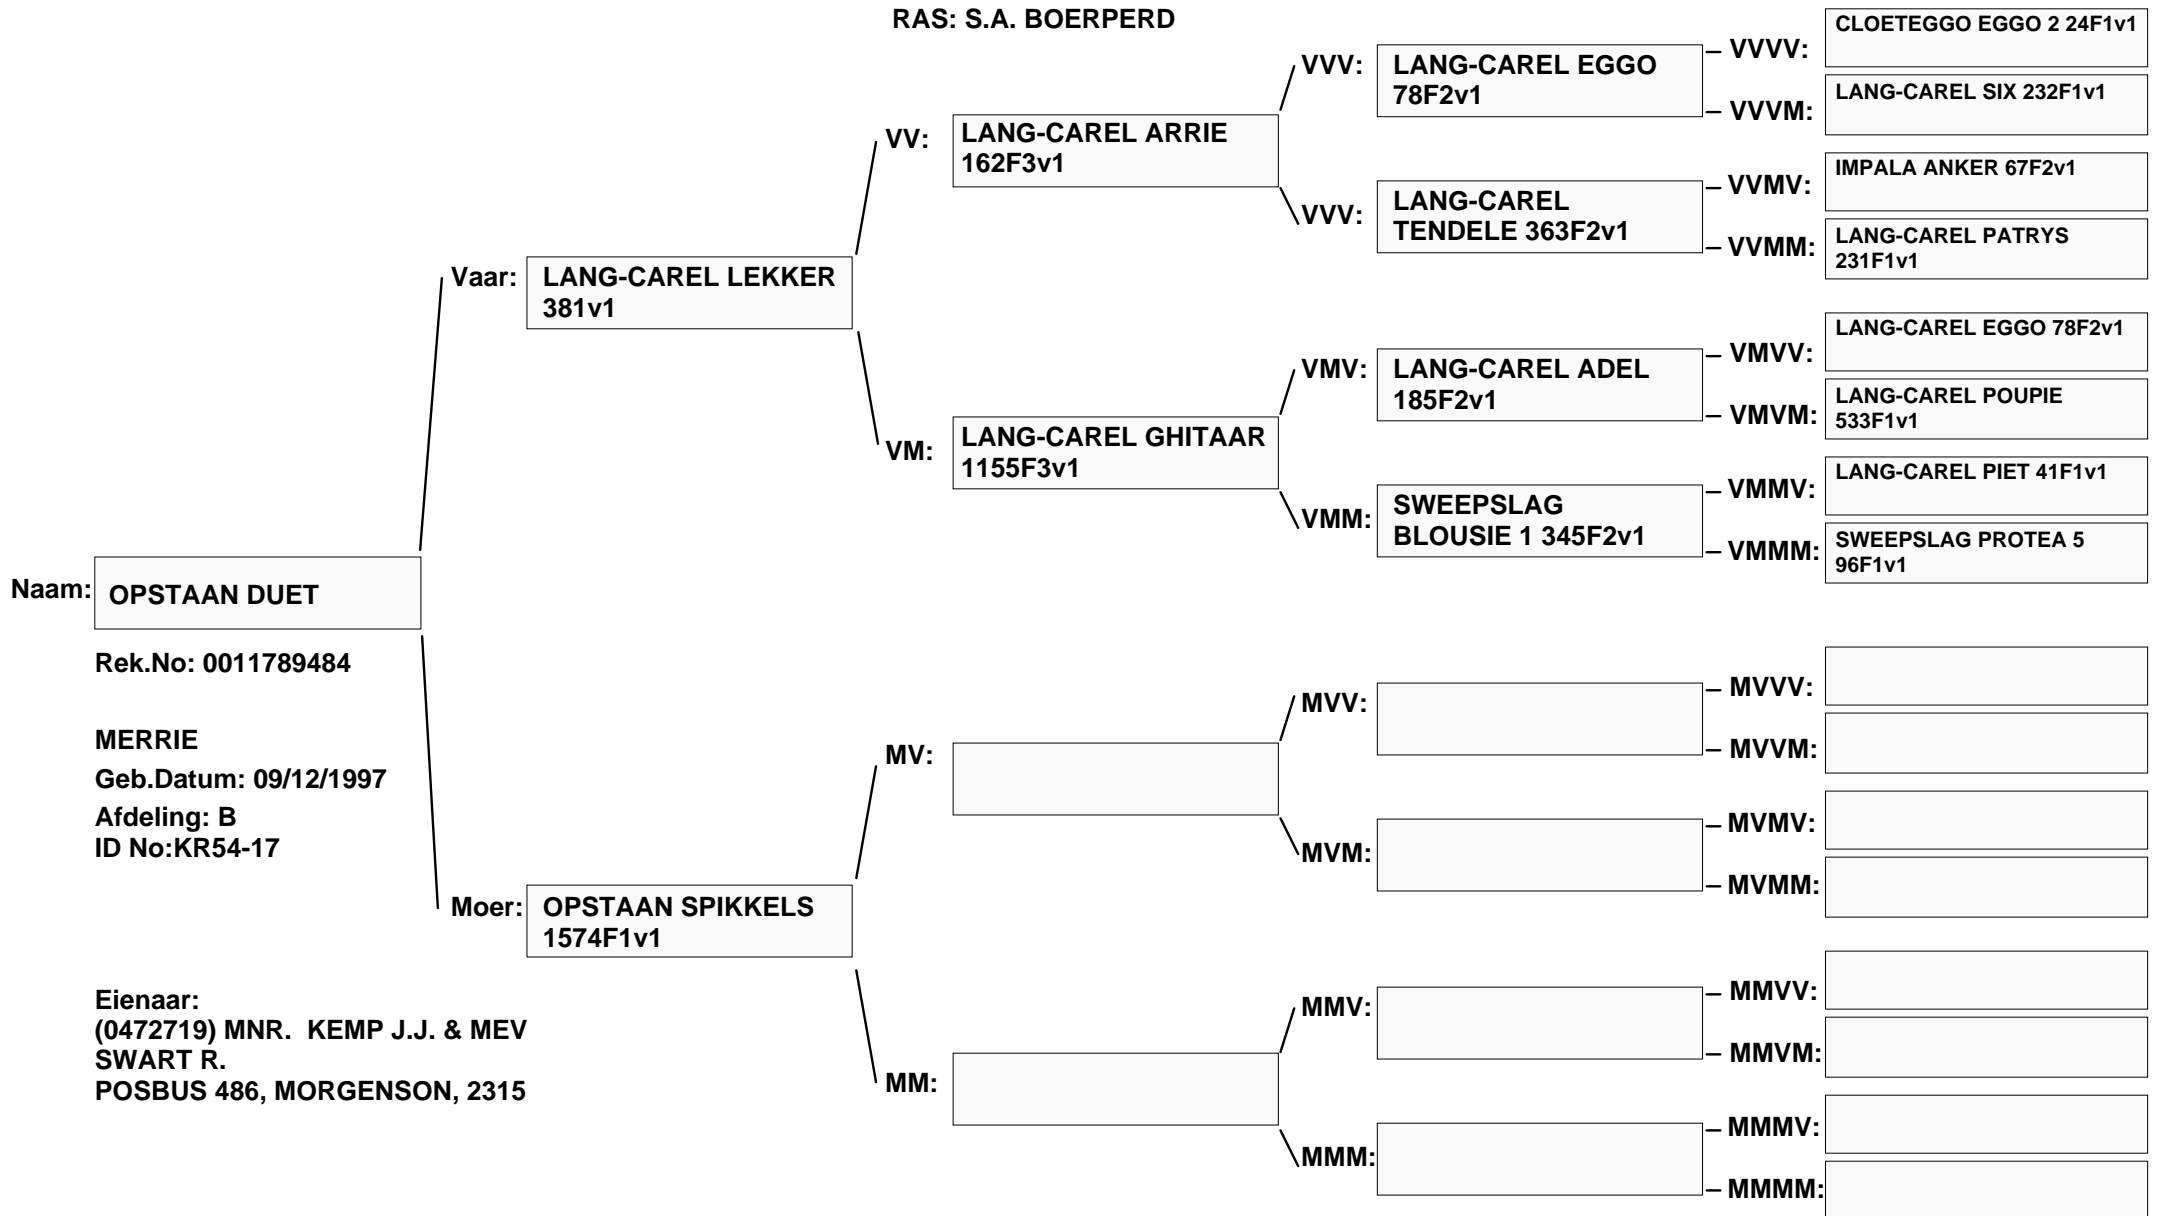 RAS: S.A. BOERPERD
Naam:
OPSTAAN DUET
Rek.No: 0011789484
MERRIE
Geb.Datum: 09/12/1997
Afdeling: B
ID No:KR54-17
Eienaar:
(0472719) MNR. KEMP J.J. & MEV
SWART R.
POSBUS 486, MORGENSON, 2315
Vaar:
LANG-CAREL LEKKER
381v1
Moer:
OPSTAAN SPIKKELS
1574F1v1
VV:
LANG-CAREL ARRIE
162F3v1
VM:
LANG-CAREL GHITAAR
1155F3v1
MV:
MM:
VVV:
LANG-CAREL EGGO
78F2v1
VVV:
LANG-CAREL
TENDELE 363F2v1
VMV:
LANG-CAREL ADEL
185F2v1
VMM:
SWEEPSLAG
BLOUSIE 1 345F2v1
MVV:
MVM:
MMV:
MMM:
VVVV:
CLOETEGGO EGGO 2 24F1v1
VVVM:
LANG-CAREL SIX 232F1v1
VVMV:
IMPALA ANKER 67F2v1
VVMM:
LANG-CAREL PATRYS
231F1v1
VMVV:
LANG-CAREL EGGO 78F2v1
VMVM:
LANG-CAREL POUPIE
533F1v1
VMMV:
LANG-CAREL PIET 41F1v1
VMMM:
SWEEPSLAG PROTEA 5
96F1v1
MVVV:
MVVM:
MVMV:
MVMM:
MMVV:
MMVM:
MMMV:
MMMM: